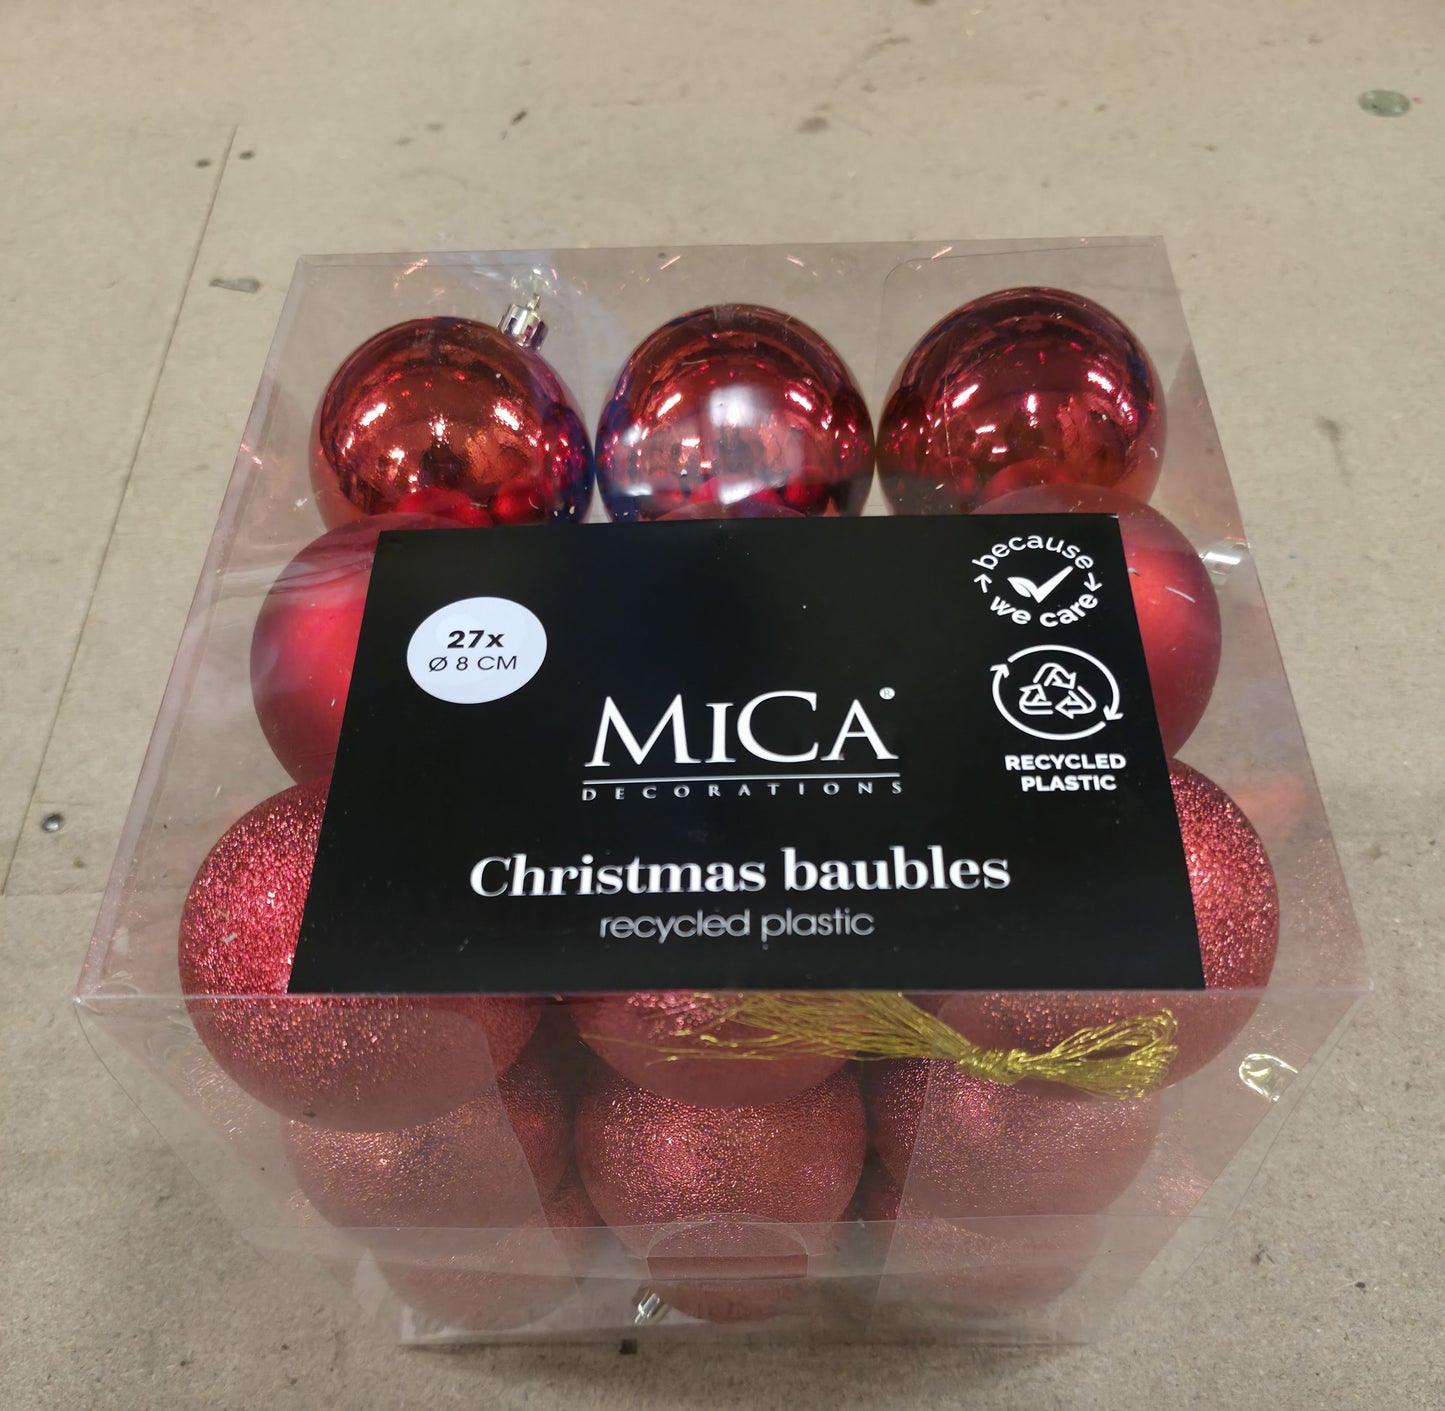 27x
Ø 8 CM
because
we care
MiCA®
DECORATIONS
RECYCLED
PLASTIC
Christmas baubles
recycled plastic